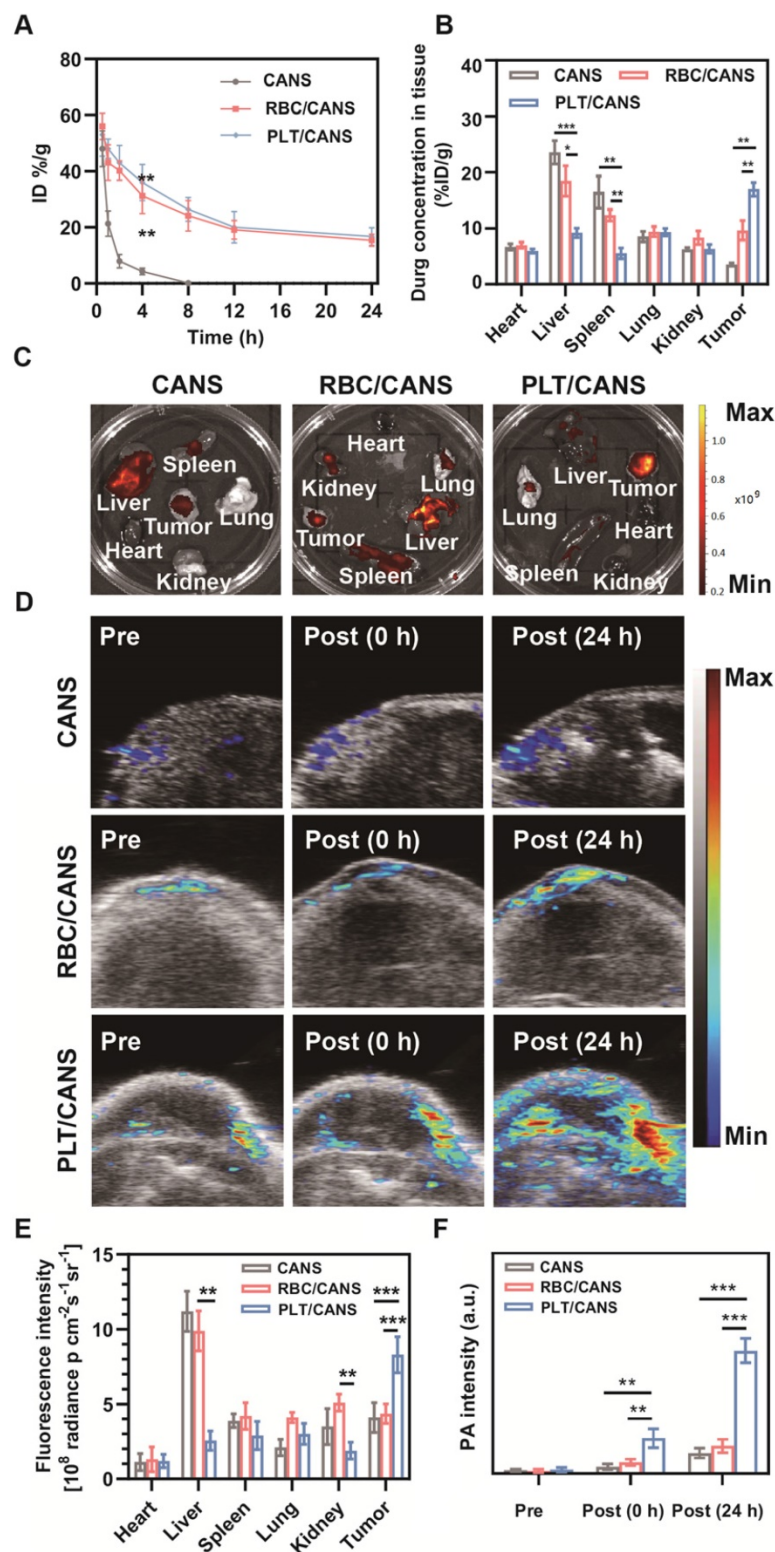 A
ID %/g
80
60
40
20
0
CANS
RBC/CANS
PLT/CANS
**
**
0 4 8 12 16 20 24
Time (h)
B
Durg concentration in tissue
(%ID/g)
40
30
20
10
0
CANS RBC/CANS
PLT/CANS
***
*
**
**
**
**
Heart Liver Spleen Lung Kidney Tumor
C
CANS RBC/CANS PLT/CANS
Spleen
Liver
Tumor
Lung
Heart
Kidney
Heart
Kidney
Lung
Tumor
Liver
Spleen
Liver
Tumor
Lung
Heart
Spleen
Kidney
Max
1.0
0.8
x10⁹
0.6
0.4
0.2
Min
D
CANS
Pre Post (0 h) Post (24 h)
RBC/CANS
Pre Post (0 h) Post (24 h)
PLT/CANS
Pre Post (0 h) Post (24 h)
Max
Min
E
Fluorescence intensity
[10⁸ radiance p cm⁻²s⁻¹sr⁻¹)
15
10
5
0
CANS
RBC/CANS
PLT/CANS
**
**
***
***
Heart Liver Spleen Lung Kidney Tumor
F
PA intensity (a.u.)
CANS
RBC/CANS
PLT/CANS
**
**
***
***
Pre Post (0 h) Post (24 h)